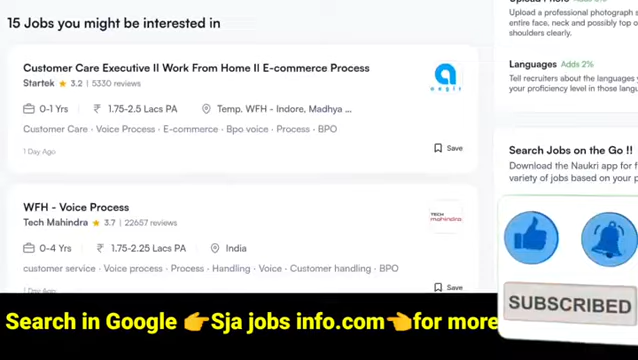 15 Jobs you might be interested in
Customer Care Executive II Work From Home II E-commerce Process
Startek ★ 3.2 | 5330 reviews
aegis
0-1 Yrs ₹ 1.75-2.5 Lacs PA Temp. WFH - Indore, Madhya ...
Customer Care · Voice Process · E-commerce · Bpo voice · Process · BPO
1 Day Ago
Save
WFH - Voice Process
Tech Mahindra ★ 3.7 | 22657 reviews
TECH
mahindra
0-4 Yrs ₹ 1.75-2.25 Lacs PA India
customer service · Voice process · Process - Handling · Voice · Customer handling · BPO
1 Day Ago
Save
Upload a professional photograph
entire face, neck and possibly top o
shoulders clearly.
Languages Adds 2%
Tell recruiters about the languages
your proficiency level in those langu
Search Jobs on the Go !!
Download the Naukri app for
variety of jobs based on your p
SUBSCRIBED
Search in Google 👉Sja jobs info.com👈for more